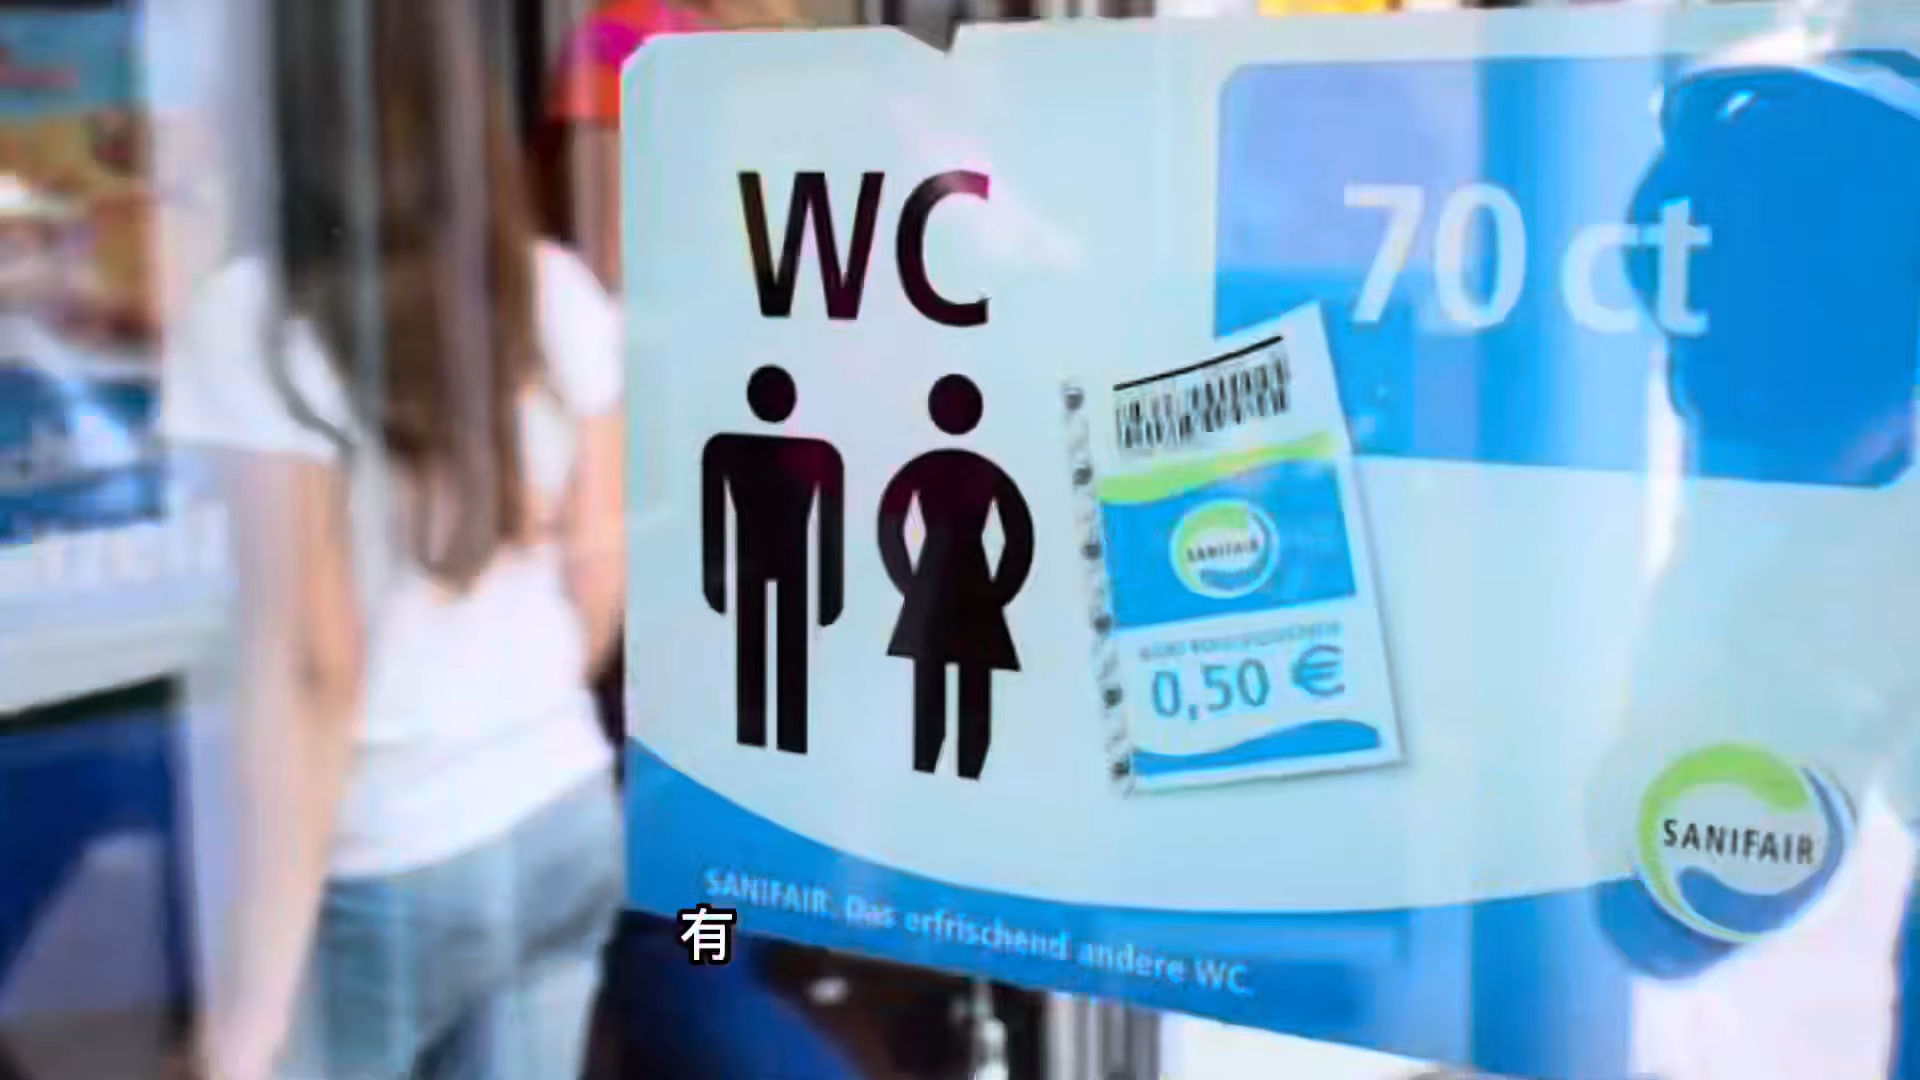 WC
70 ct
SANIFAIR
0,50 €
SANIFAIR
SANIFAIR. Das erfrischend andere WC.
有